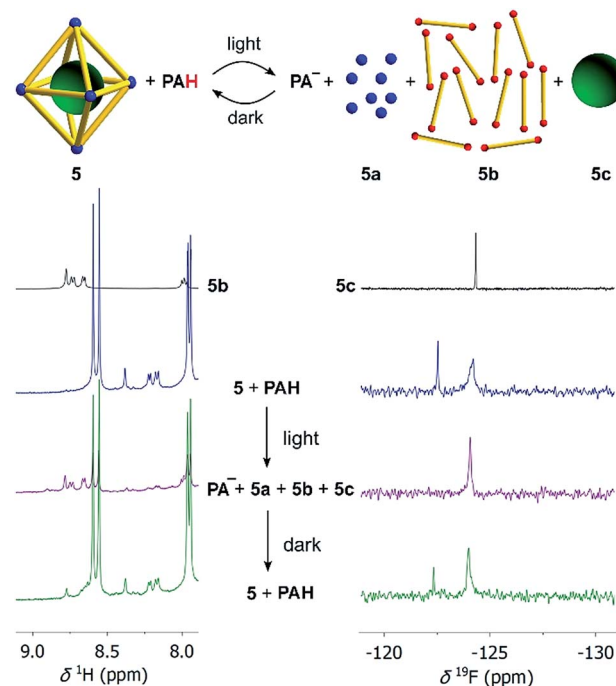 5 + PAH light dark PA⁻ + 5a + 5b + 5c
5b 5c
5 + PAH
light
PA⁻ + 5a + 5b + 5c
dark
5 + PAH
9.0 8.5 8.0 -120 -125 -130
δ ¹H (ppm) δ ¹⁹F (ppm)